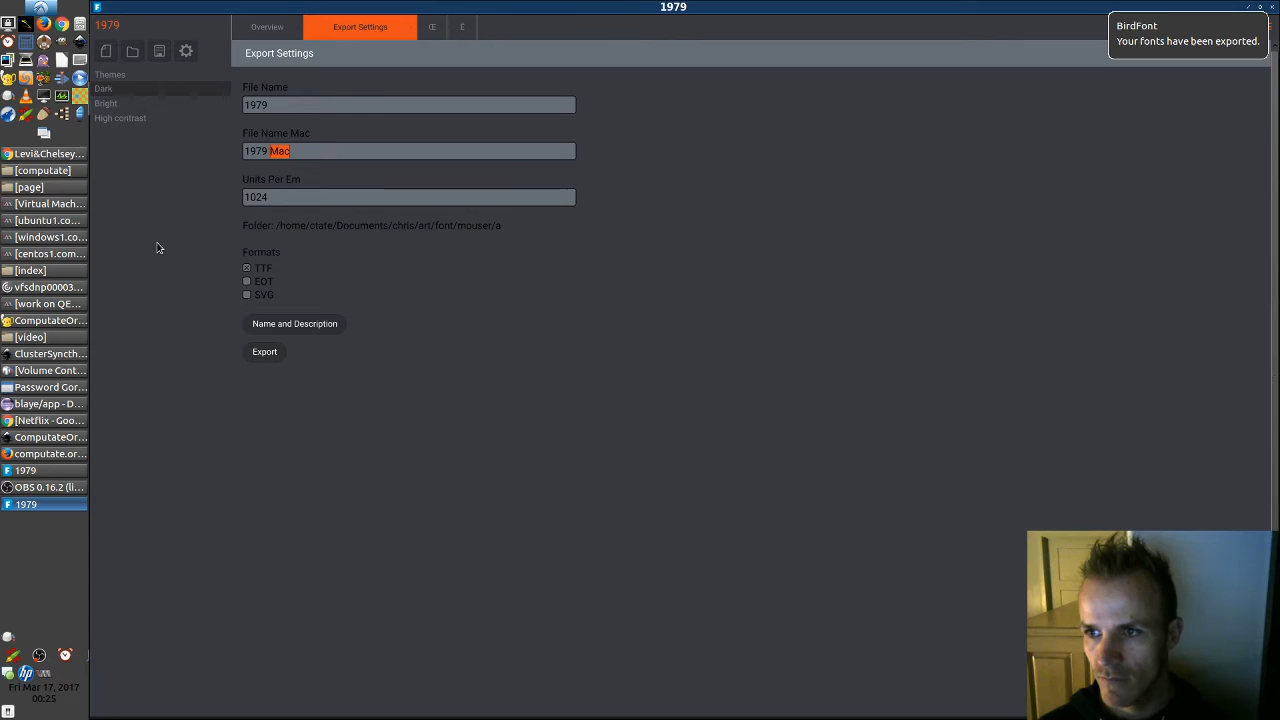 1979
1979
Overview
Export Settings
Œ
É
BirdFont
Your fonts have been exported.
Export Settings
Themes
Dark
Bright
High contrast
File Name
1979
File Name Mac
1979 Mac
Units Per Em
1024
Folder: /home/ctate/Documents/chris/art/font/mouser/a
Formats
TTF
EOT
SVG
Name and Description
Export
Levi&Chelsey...
[computate]
[page]
[Virtual Mach...
[ubuntu1.co...
[windows1.co...
[centos1.com...
[index]
vfsdnp00003...
[work on QE...
ComputateOr...
[video]
ClusterSyncth...
[Volume Cont...
Password Gor...
blaye/app - D...
[Netflix - Goo...
ComputateOr...
computate.or...
1979
OBS 0.16.2 (li...
1979
hp
Fri Mar 17, 2017
00:25